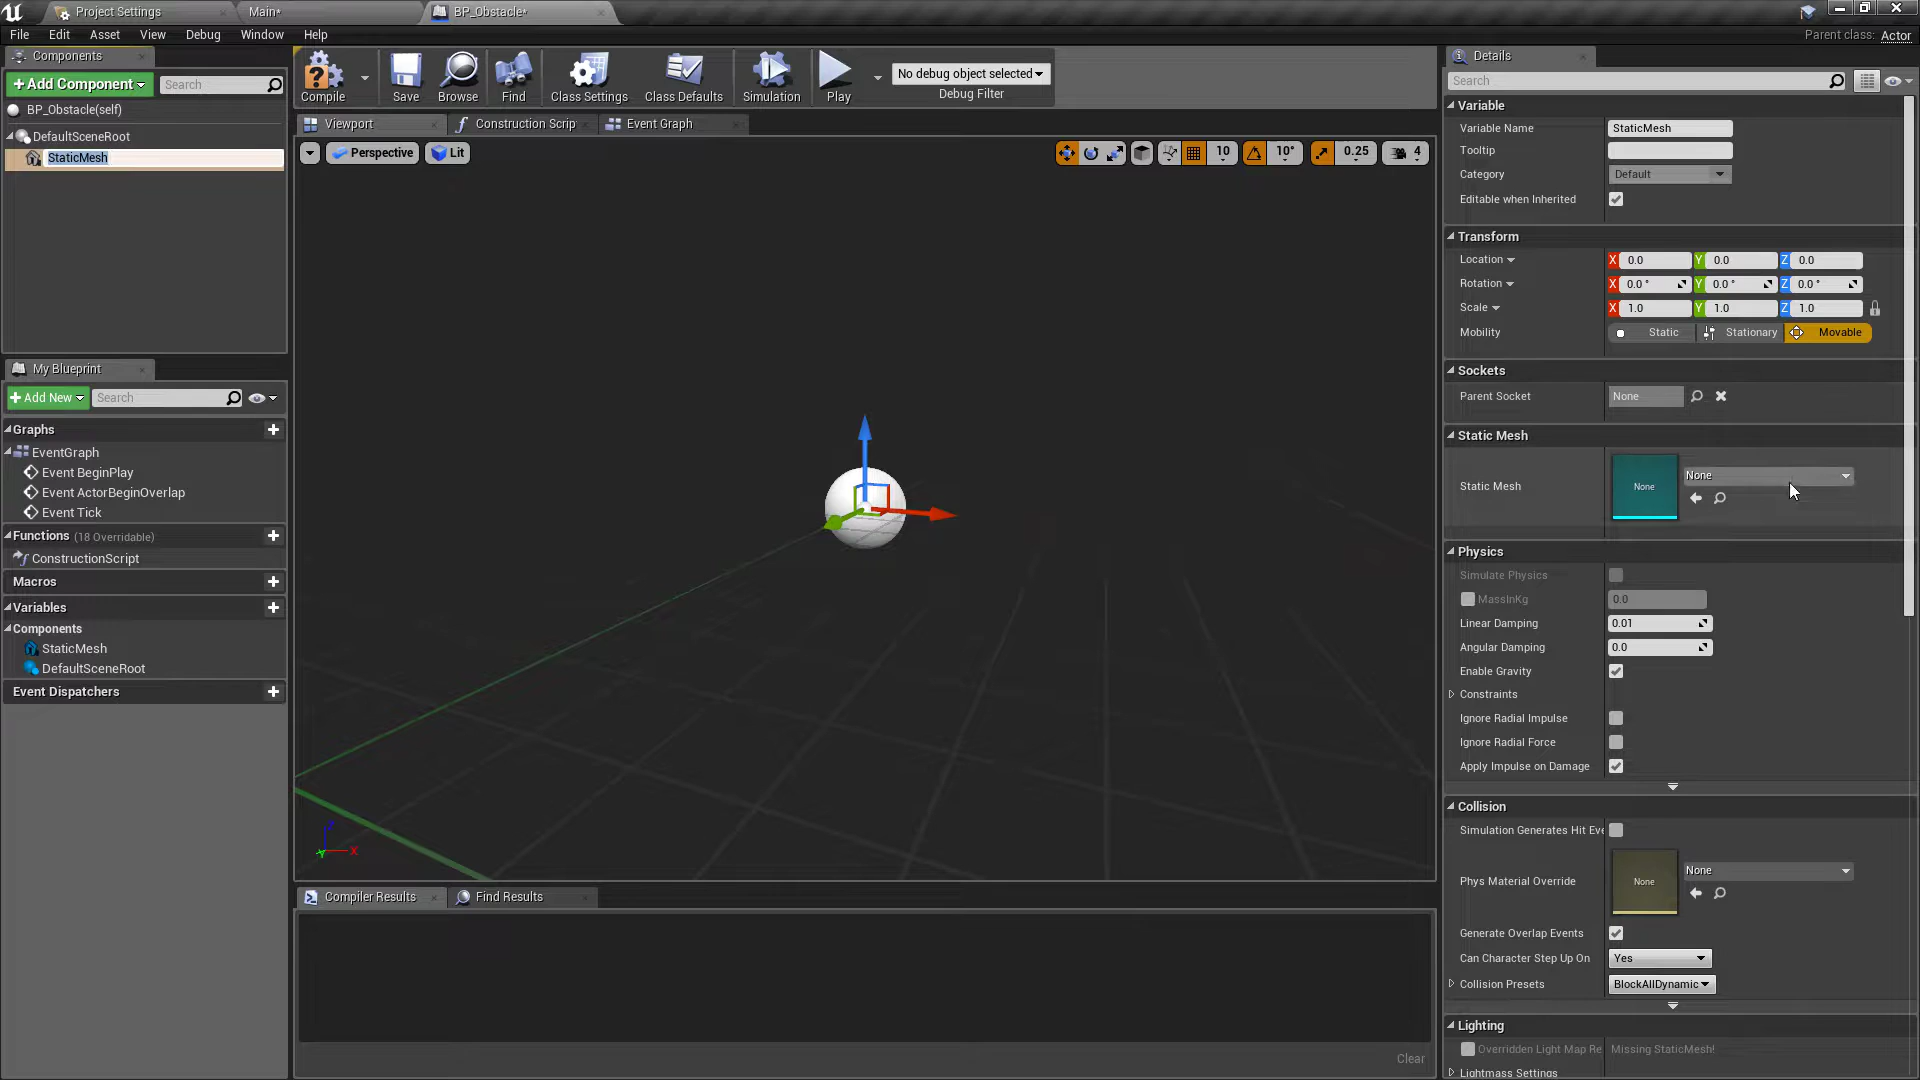 Project Settings
Main*
BP_Obstacle*
File Edit Asset View Debug Window Help
Parent class: Actor
Components
+Add Component
Search
BP_Obstacle(self)
DefaultSceneRoot
StaticMesh
My Blueprint
+Add New
Search
Graphs
EventGraph
Event BeginPlay
Event ActorBeginOverlap
Event Tick
Functions (18 Overridable)
ConstructionScript
Macros
Variables
Components
StaticMesh
DefaultSceneRoot
Event Dispatchers
Compile
Save
Browse
Find
Class Settings
Class Defaults
Simulation
Play
No debug object selected
Debug Filter
Viewport
Construction Scrip
Event Graph
Perspective
Lit
10
10°
0.25
4
Z
X
Y
Compiler Results
Find Results
Clear
Details
Search
Variable
Variable Name StaticMesh
Tooltip
Category Default
Editable when Inherited
Transform
Location X 0.0 Y 0.0 Z 0.0
Rotation X 0.0 ° Y 0.0 ° Z 0.0 °
Scale X 1.0 Y 1.0 Z 1.0
Mobility Static Stationary Movable
Sockets
Parent Socket None
Static Mesh
Static Mesh None None
Physics
Simulate Physics
MassInKg 0.0
Linear Damping 0.01
Angular Damping 0.0
Enable Gravity
Constraints
Ignore Radial Impulse
Ignore Radial Force
Apply Impulse on Damage
Collision
Simulation Generates Hit Eve
Phys Material Override None None
Generate Overlap Events
Can Character Step Up On Yes
Collision Presets BlockAllDynamic
Lighting
Overridden Light Map Re Missing StaticMesh!
Lightmass Settings